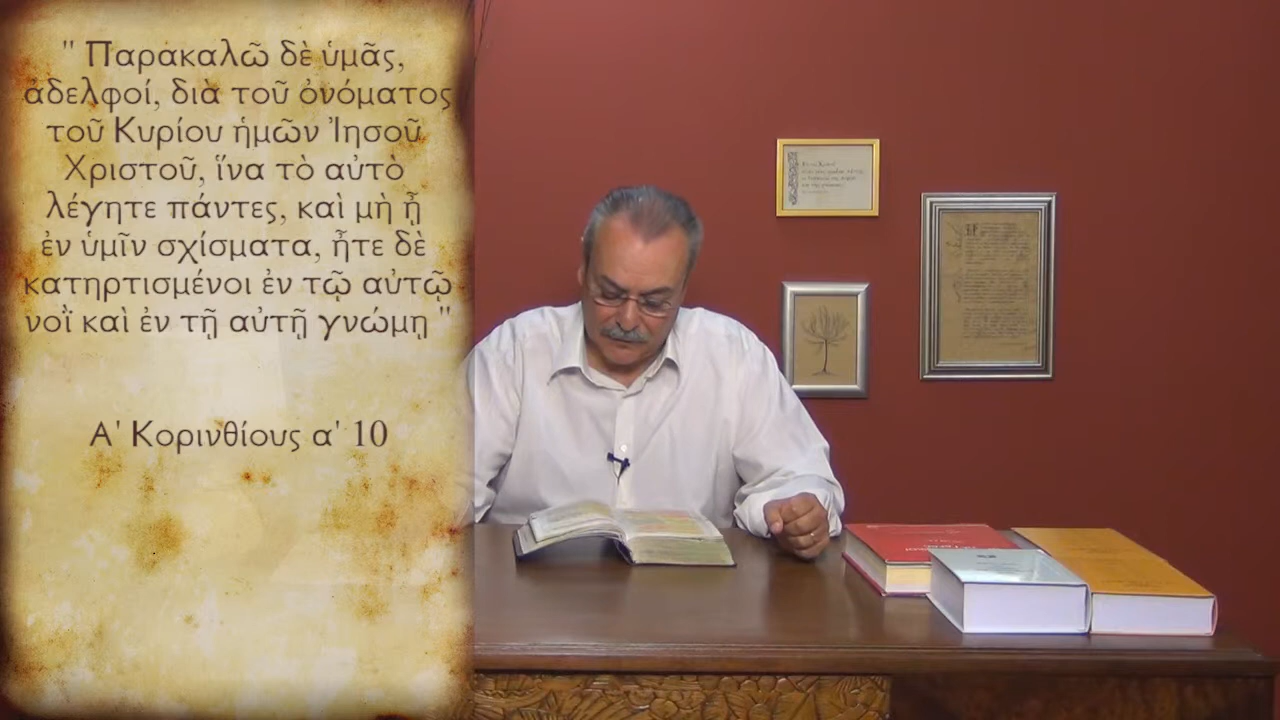 " Παρακαλῶ δὲ ὑμᾶς,
ἀδελφοί, διὰ τοῦ ὀνόματος
τοῦ Κυρίου ἡμῶν Ἰησοῦ
Χριστοῦ, ἵνα τὸ αὐτὸ
λέγητε πάντες, καὶ μὴ ᾖ
ἐν ὑμῖν σχίσματα, ἦτε δὲ
κατηρτισμένοι ἐν τῷ αὐτῷ
νοῒ καὶ ἐν τῇ αὐτῇ γνώμῃ "
Α' Κορινθίους α' 10